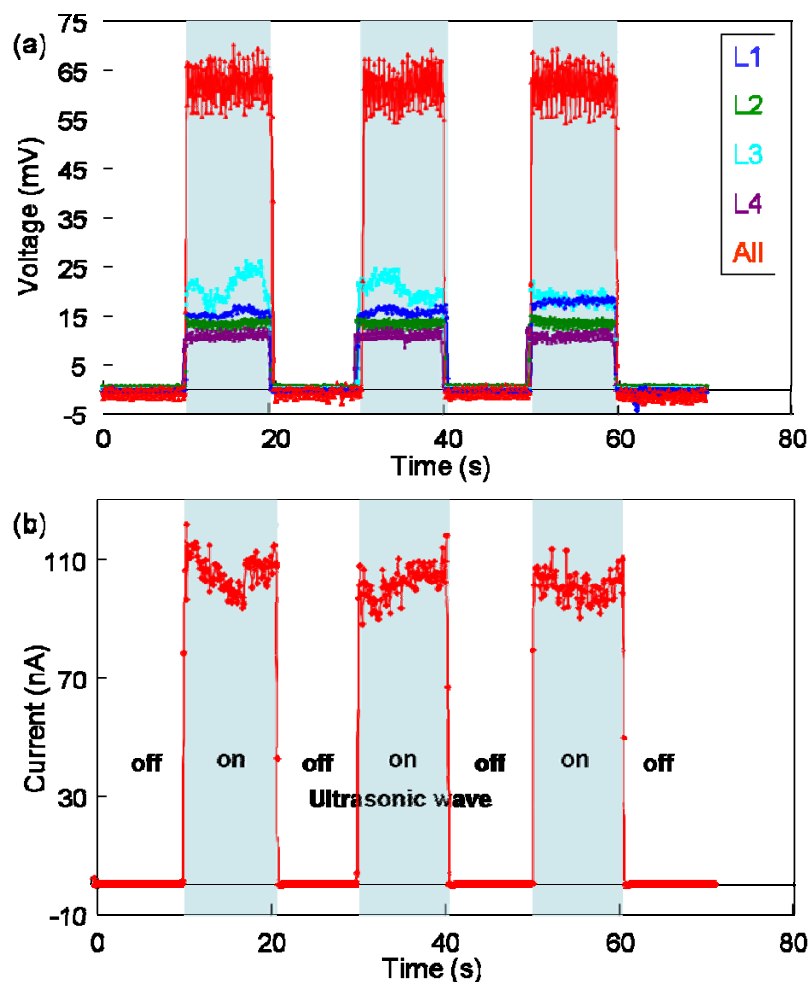 (a)
75
65
55
45
35
25
15
5
-5
Voltage (mV)
L1
L2
L3
L4
All
0 20 40 60 80
Time (s)
(b)
110
70
30
-10
Current (nA)
off on off on off on off
Ultrasonic wave
0 20 40 60 80
Time (s)